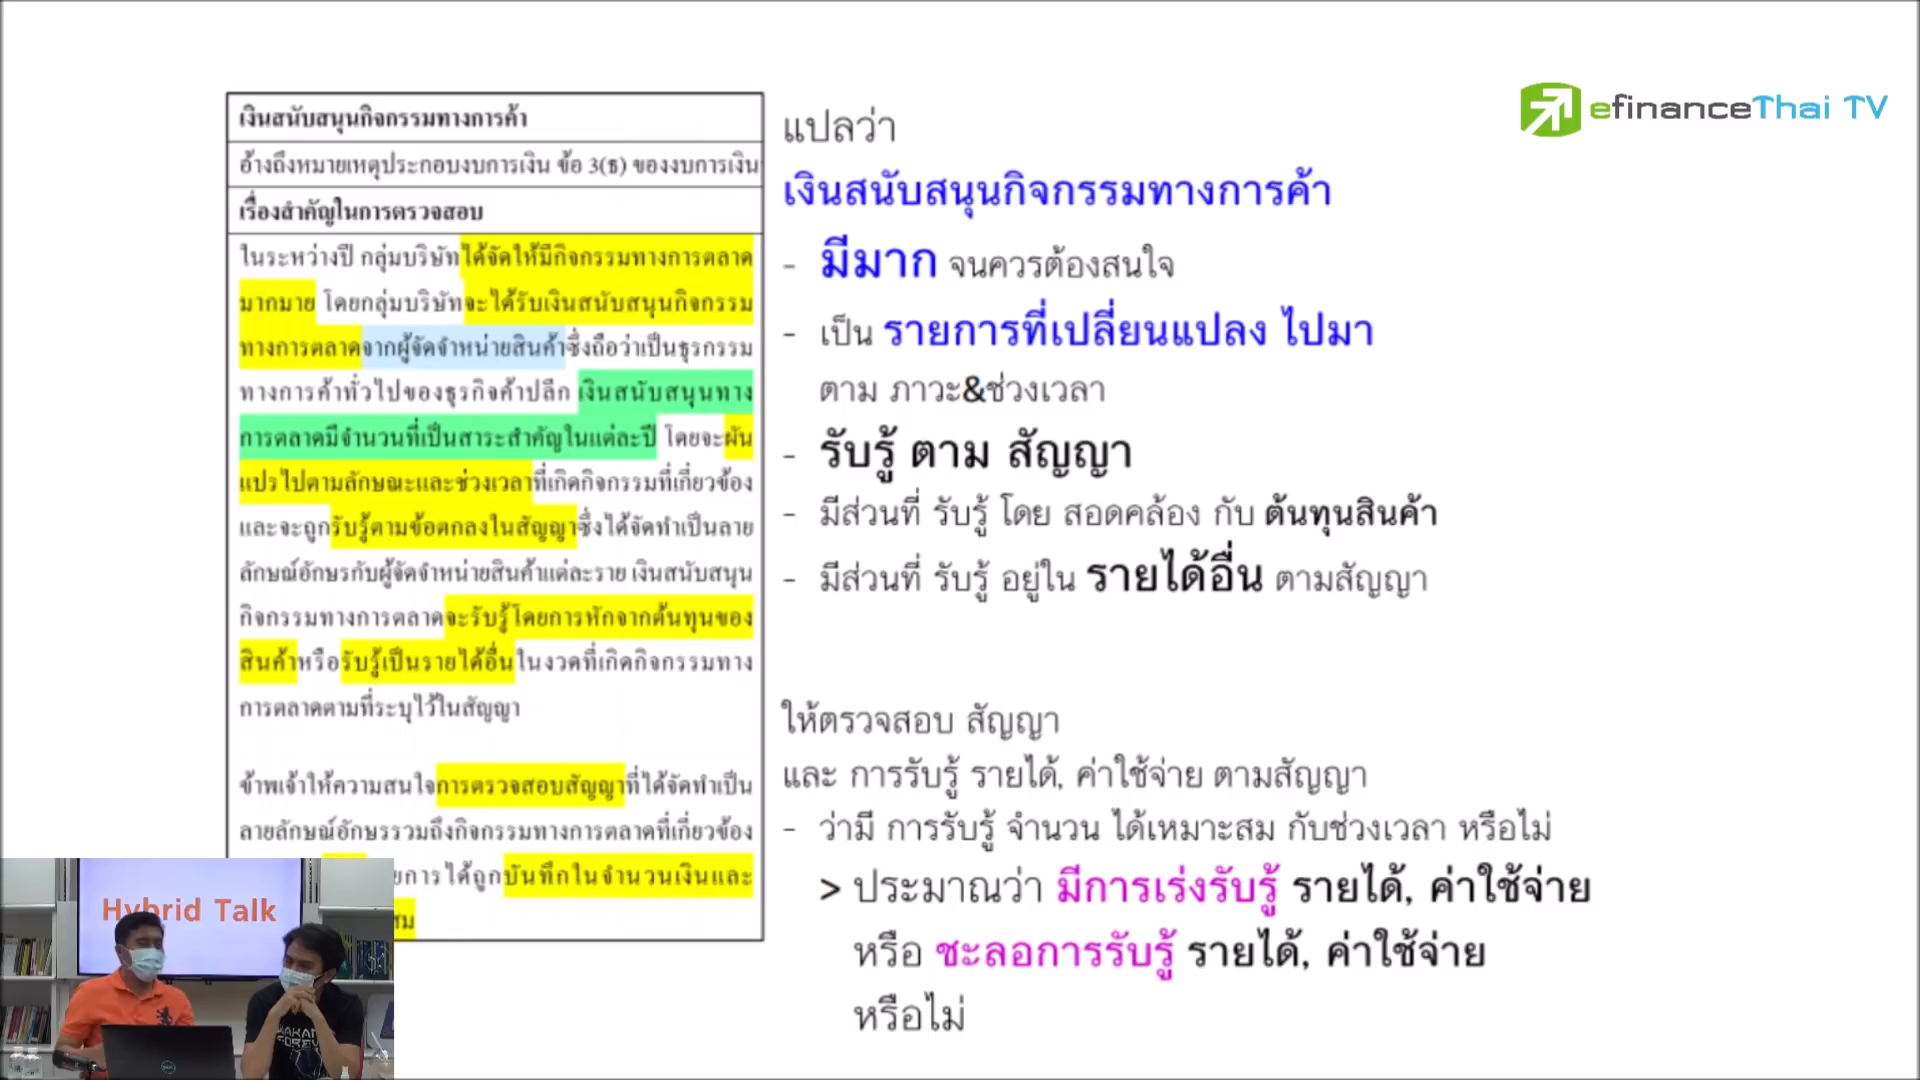 efinanceThai TV
เงินสนับสนุนกิจกรรมทางการค้า
อ้างถึงหมายเหตุประกอบงบการเงิน ข้อ 3(ธ) ของงบการเงิน
เรื่องสำคัญในการตรวจสอบ
ในระหว่างปี กลุ่มบริษัทได้จัดให้มีกิจกรรมทางการตลาด
มากมาย โดยกลุ่มบริษัทจะได้รับเงินสนับสนุนกิจกรรม
ทางการตลาดจากผู้จัดจำหน่ายสินค้าซึ่งถือว่าเป็นธุรกรรม
ทางการค้าทั่วไปของธุรกิจค้าปลีก เงินสนับสนุนทาง
การตลาดมีจำนวนที่เป็นสาระสำคัญในแต่ละปี โดยจะผัน
แปรไปตามลักษณะและช่วงเวลาที่เกิดกิจกรรมที่เกี่ยวข้อง
และจะถูกรับรู้ตามข้อตกลงในสัญญาซึ่งได้จัดทำเป็นลาย
ลักษณ์อักษรกับผู้จัดจำหน่ายสินค้าแต่ละราย เงินสนับสนุน
กิจกรรมทางการตลาดจะรับรู้โดยการหักจากต้นทุนของ
สินค้าหรือรับรู้เป็นรายได้อื่นในงวดที่เกิดกิจกรรมทาง
การตลาดตามที่ระบุไว้ในสัญญา
ข้าพเจ้าให้ความสนใจการตรวจสอบสัญญาที่ได้จัดทำเป็น
ลายลักษณ์อักษรรวมถึงกิจกรรมทางการตลาดที่เกี่ยวข้อง
ยการ ได้ถูกบันทึกในจำนวนเงินและ
สม
แปลว่า
เงินสนับสนุนกิจกรรมทางการค้า
- มีมาก จนควรต้องสนใจ
- เป็น รายการที่เปลี่ยนแปลง ไปมา
ตาม ภาวะ&ช่วงเวลา
- รับรู้ ตาม สัญญา
- มีส่วนที่ รับรู้ โดย สอดคล้อง กับ ต้นทุนสินค้า
- มีส่วนที่ รับรู้ อยู่ใน รายได้อื่น ตามสัญญา
ให้ตรวจสอบ สัญญา
และ การรับรู้ รายได้, ค่าใช้จ่าย ตามสัญญา
- ว่ามี การรับรู้ จำนวน ได้เหมาะสม กับช่วงเวลา หรือไม่
> ประมาณว่า มีการเร่งรับรู้ รายได้, ค่าใช้จ่าย
หรือ ชะลอการรับรู้ รายได้, ค่าใช้จ่าย
หรือไม่
Hybrid Talk